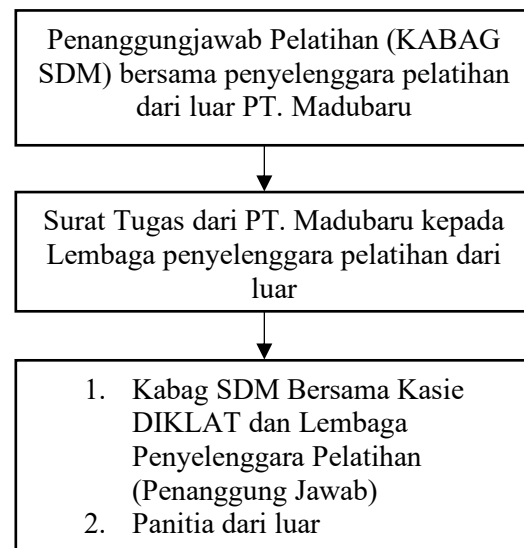 Penanggungjawab Pelatihan (KABAG
SDM) bersama penyelenggara pelatihan
dari luar PT. Madubaru
Surat Tugas dari PT. Madubaru kepada
Lembaga penyelenggara pelatihan dari
luar
1. Kabag SDM Bersama Kasie
DIKLAT dan Lembaga
Penyelenggara Pelatihan
(Penanggung Jawab)
2. Panitia dari luar